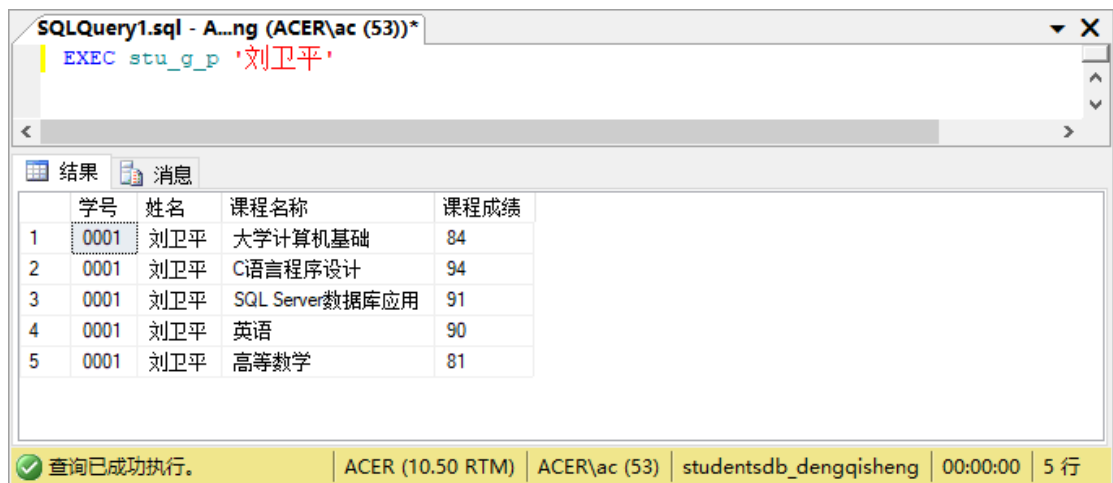 SQLQuery1.sql - A...ng (ACER\ac (53))*
EXEC stu_g_p '刘卫平'
结果 消息
学号 姓名 课程名称 课程成绩
1 0001 刘卫平 大学计算机基础 84
2 0001 刘卫平 C语言程序设计 94
3 0001 刘卫平 SQL Server数据库应用 91
4 0001 刘卫平 英语 90
5 0001 刘卫平 高等数学 81
查询已成功执行。 ACER (10.50 RTM) ACER\ac (53) studentsdb_dengqisheng 00:00:00 5 行